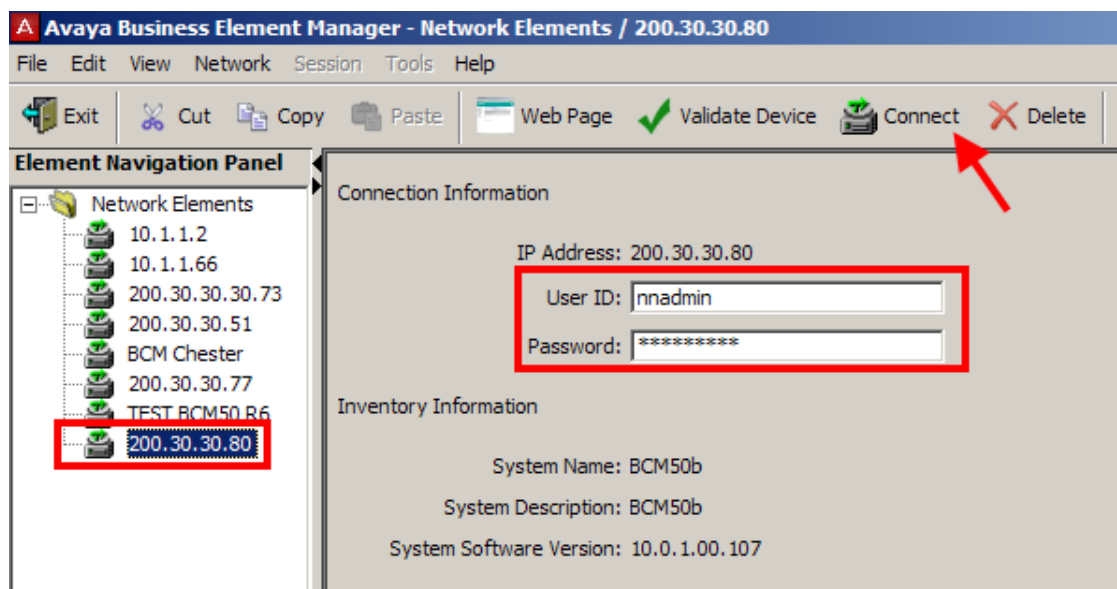 Avaya Business Element Manager - Network Elements / 200.30.30.80
File Edit View Network Session Tools Help
Exit Cut Copy Paste Web Page Validate Device Connect Delete
Element Navigation Panel
Network Elements
10.1.1.2
10.1.1.66
200.30.30.30.73
200.30.30.51
BCM Chester
200.30.30.77
TEST BCM50 R6
200.30.30.80
Connection Information
IP Address: 200.30.30.80
User ID: nnadmin
Password: *********
Inventory Information
System Name: BCM50b
System Description: BCM50b
System Software Version: 10.0.1.00.107